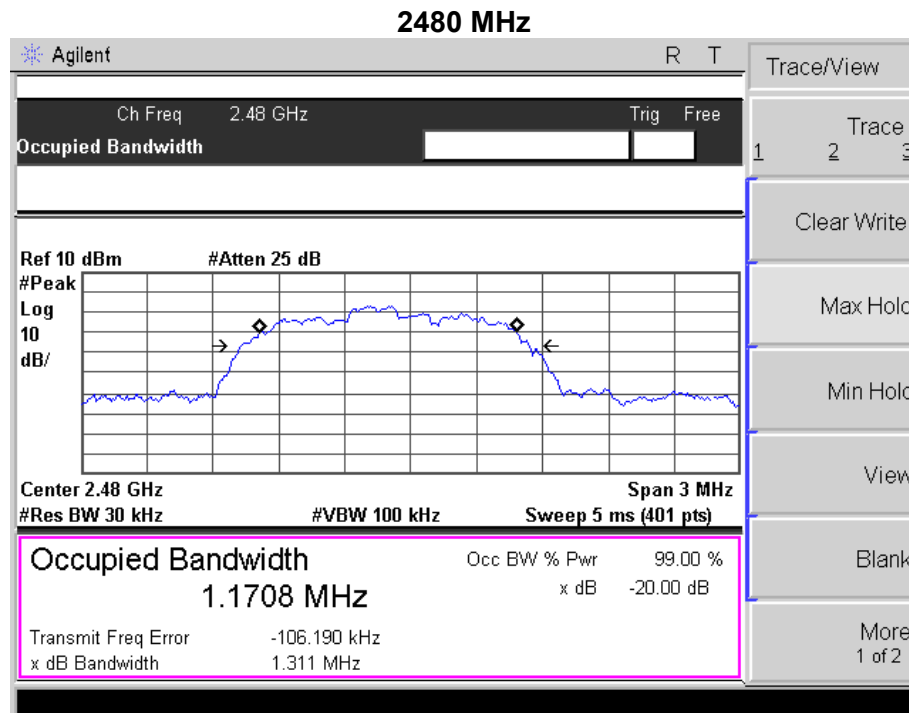 2480 MHz
Agilent R T
Trace/View
Ch Freq 2.48 GHz Trig Free
Occupied Bandwidth
Trace
1 2 3
Clear Write
Max Hold
Min Hold
View
Blank
More
1 of 2
Ref 10 dBm #Atten 25 dB
#Peak
Log
10
dB/
Center 2.48 GHz Span 3 MHz
#Res BW 30 kHz #VBW 100 kHz Sweep 5 ms (401 pts)
Occupied Bandwidth Occ BW % Pwr 99.00 %
1.1708 MHz x dB -20.00 dB
Transmit Freq Error -106.190 kHz
x dB Bandwidth 1.311 MHz